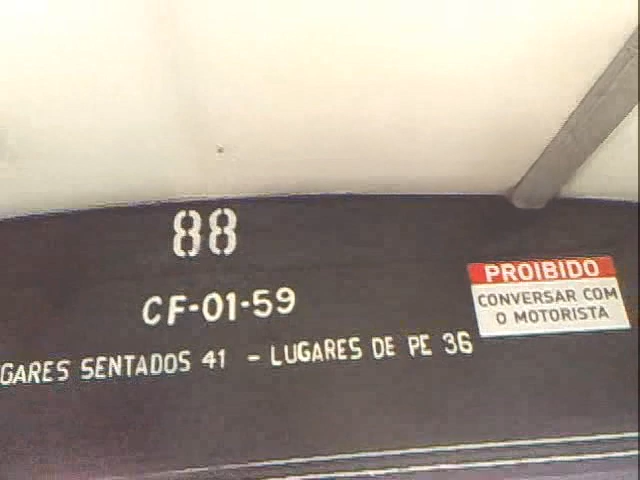 88
CF-01-59
GARES SENTADOS 41 - LUGARES DE PE 36
PROIBIDO
CONVERSAR COM
O MOTORISTA